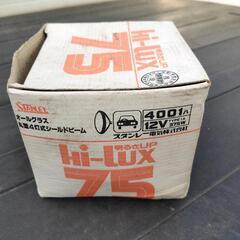 Hi-LUX
75
STANLEY
オールグラス
丸型4灯式シールドビーム
4001
12V
37.5W
スタンレー電気株式会社
明るさUP
Hi-LUX
75